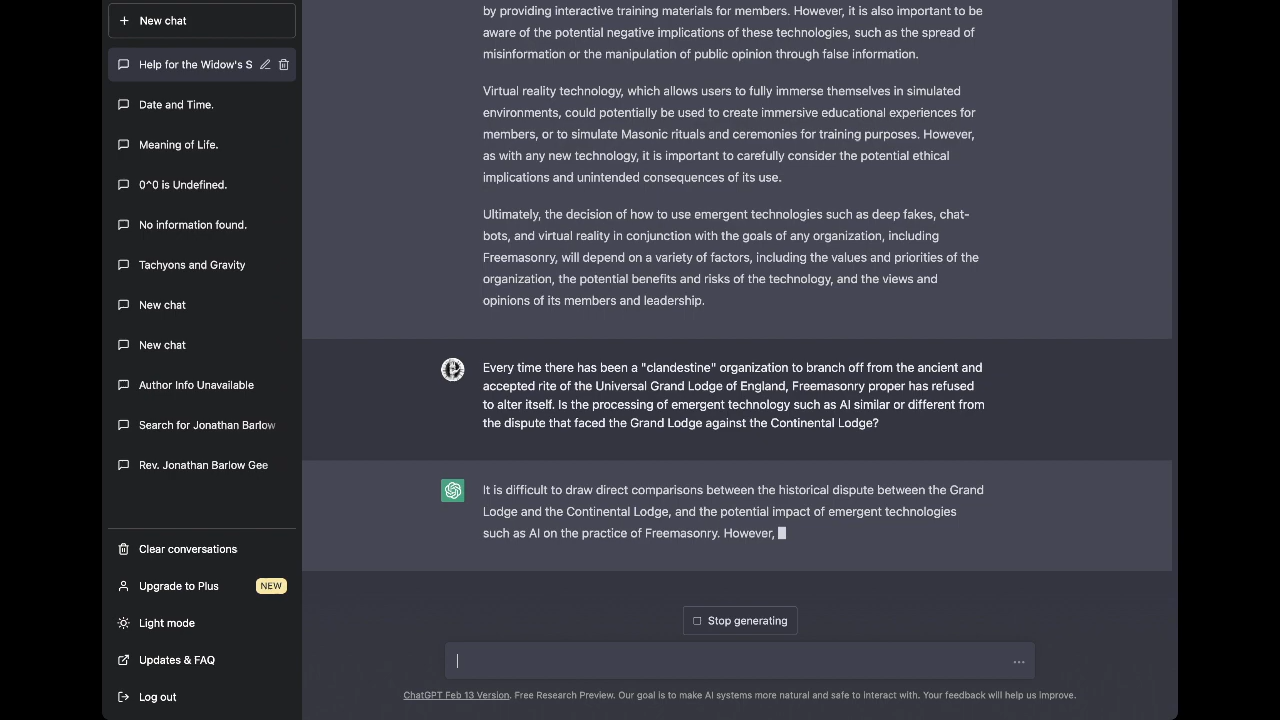 New chat
Help for the Widow's S
Date and Time.
Meaning of Life.
0^0 is Undefined.
No information found.
Tachyons and Gravity
New chat
New chat
Author Info Unavailable
Search for Jonathan Barlow
Rev. Jonathan Barlow Gee
Clear conversations
Upgrade to Plus NEW
Light mode
Updates & FAQ
Log out
by providing interactive training materials for members. However, it is also important to be
aware of the potential negative implications of these technologies, such as the spread of
misinformation or the manipulation of public opinion through false information.
Virtual reality technology, which allows users to fully immerse themselves in simulated
environments, could potentially be used to create immersive educational experiences for
members, or to simulate Masonic rituals and ceremonies for training purposes. However,
as with any new technology, it is important to carefully consider the potential ethical
implications and unintended consequences of its use.
Ultimately, the decision of how to use emergent technologies such as deep fakes, chat-
bots, and virtual reality in conjunction with the goals of any organization, including
Freemasonry, will depend on a variety of factors, including the values and priorities of the
organization, the potential benefits and risks of the technology, and the views and
opinions of its members and leadership.
Every time there has been a "clandestine" organization to branch off from the ancient and
accepted rite of the Universal Grand Lodge of England, Freemasonry proper has refused
to alter itself. Is the processing of emergent technology such as AI similar or different from
the dispute that faced the Grand Lodge against the Continental Lodge?
It is difficult to draw direct comparisons between the historical dispute between the Grand
Lodge and the Continental Lodge, and the potential impact of emergent technologies
such as AI on the practice of Freemasonry. However,
Stop generating
ChatGPT Feb 13 Version. Free Research Preview. Our goal is to make AI systems more natural and safe to interact with. Your feedback will help us improve.